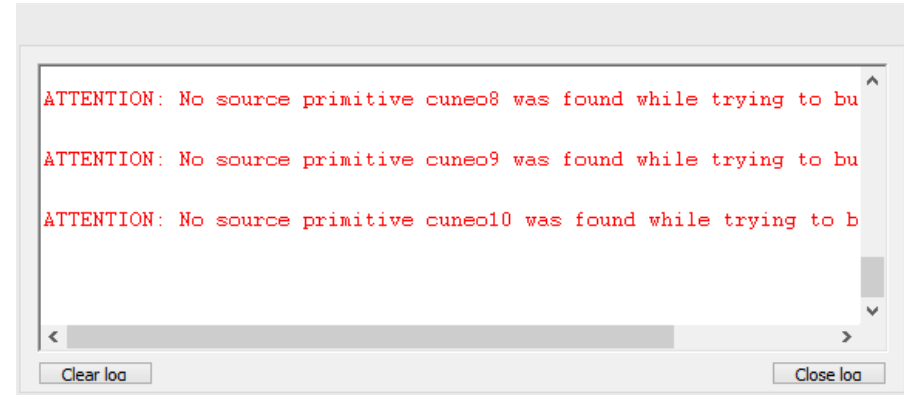 ATTENTION: No source primitive cuneo8 was found while trying to bu
ATTENTION: No source primitive cuneo9 was found while trying to bu
ATTENTION: No source primitive cuneo10 was found while trying to b
Clear log
Close log